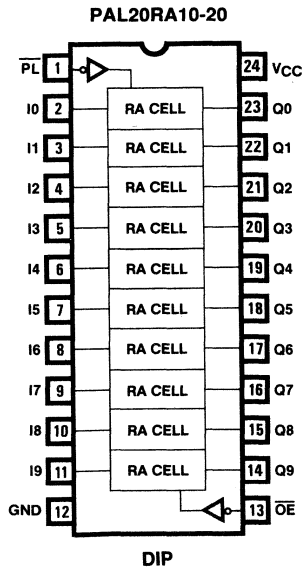 PAL20RA10-20
PL 1 24 VCC
I0 2 RA CELL 23 Q0
I1 3 RA CELL 22 Q1
I2 4 RA CELL 21 Q2
I3 5 RA CELL 20 Q3
I4 6 RA CELL 19 Q4
I5 7 RA CELL 18 Q5
I6 8 RA CELL 17 Q6
I7 9 RA CELL 16 Q7
I8 10 RA CELL 15 Q8
I9 11 RA CELL 14 Q9
GND 12 13 OE
DIP